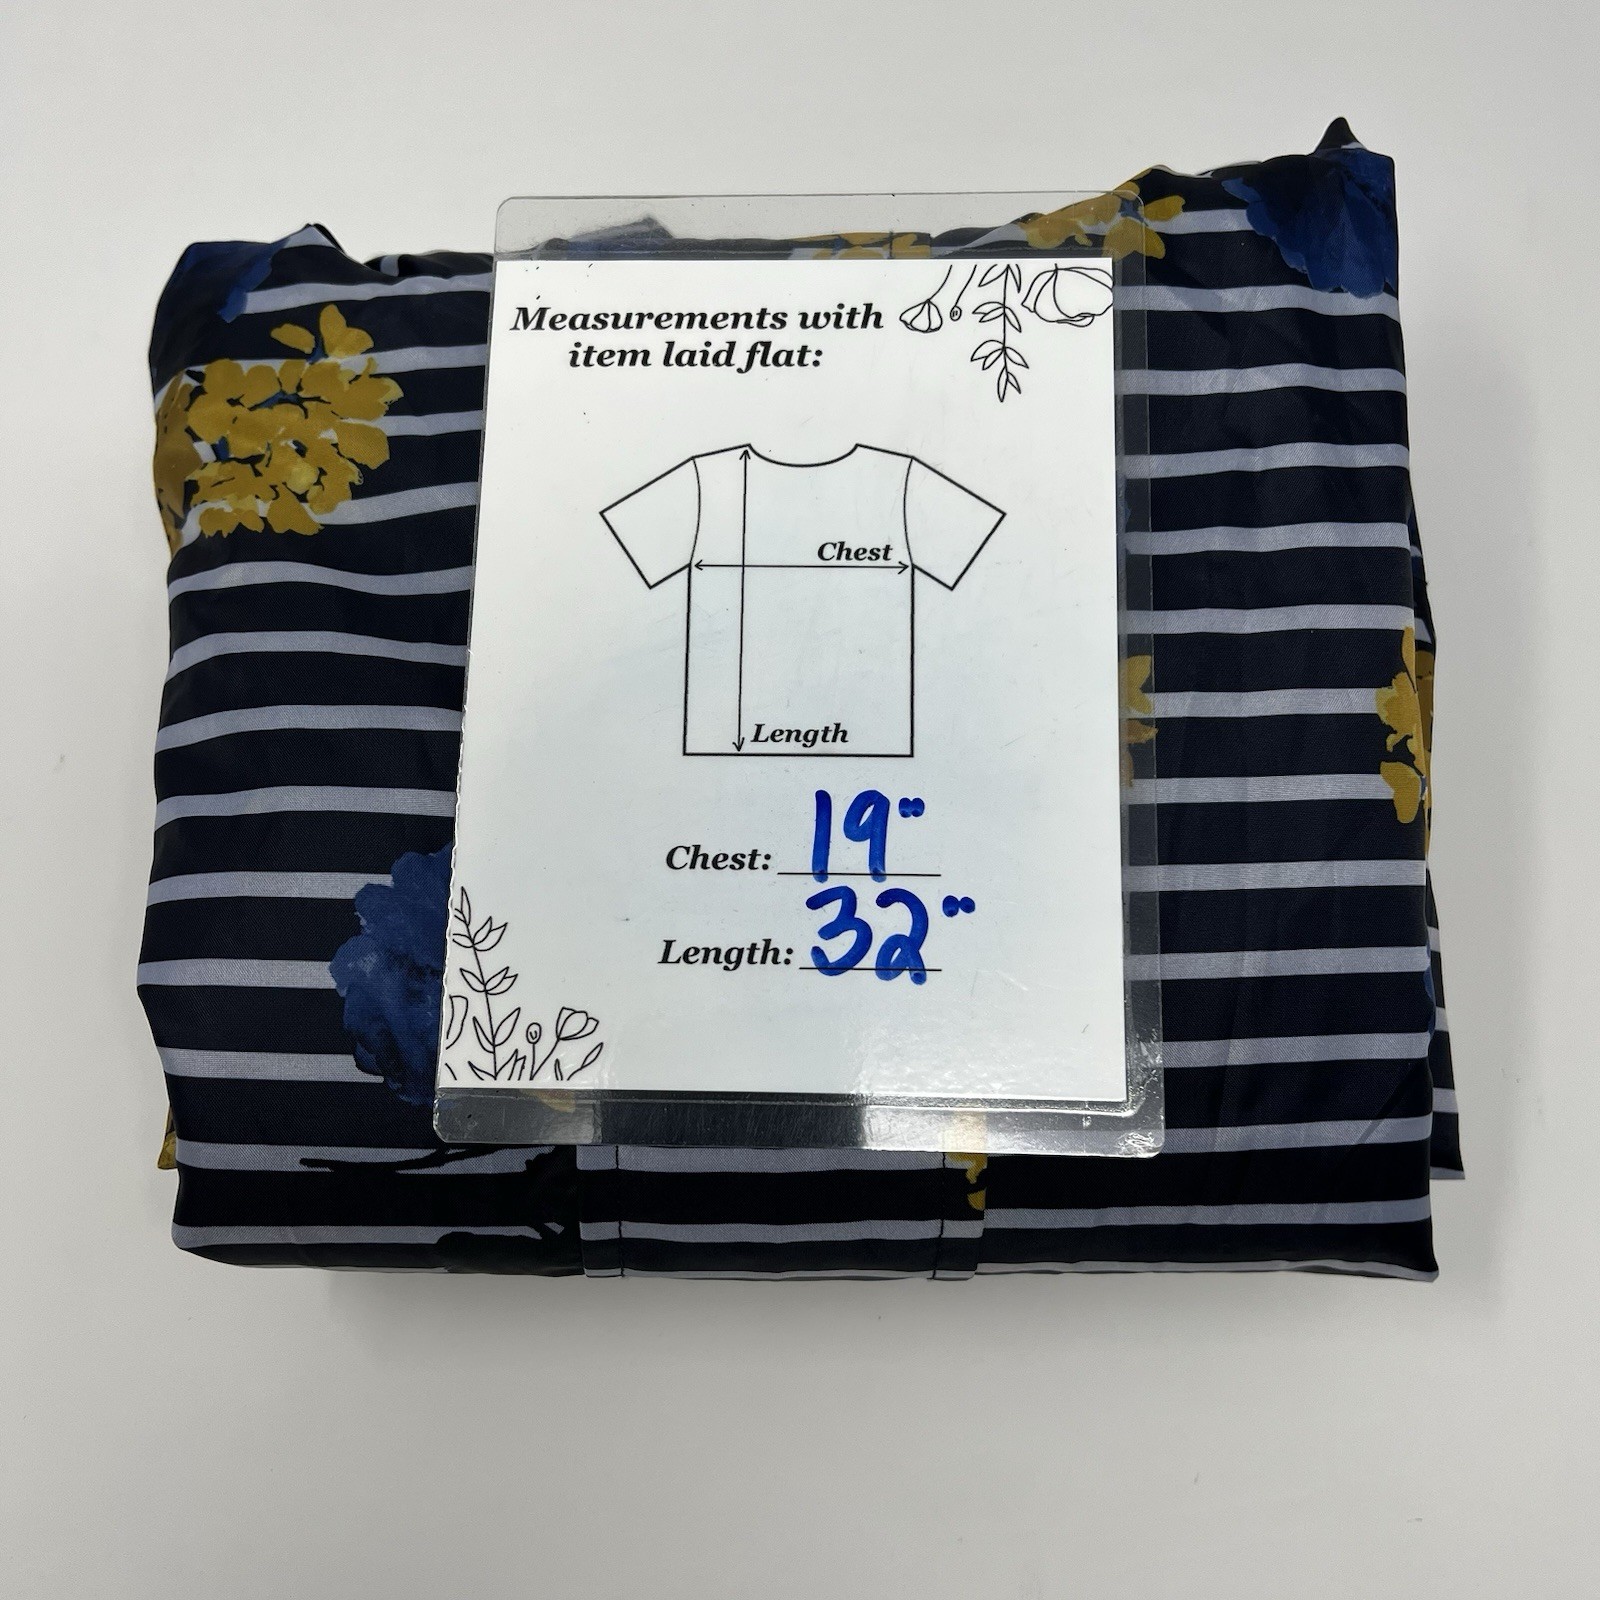 Measurements with
item laid flat:
Chest
Length
Chest: 19"
Length: 32"